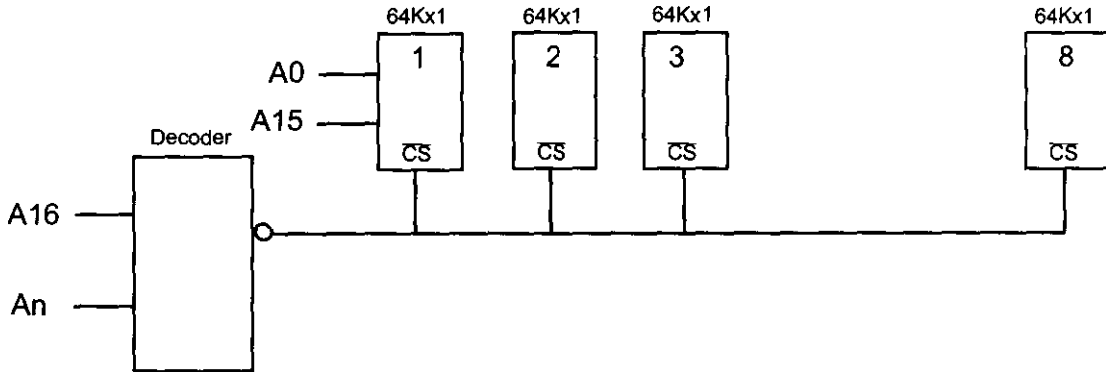 64Kx1 64Kx1 64Kx1 64Kx1
1 2 3 8
A0
A15
Decoder
CS CS CS CS
A16
An